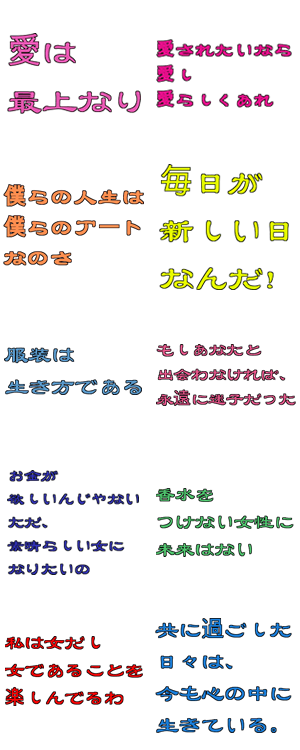 愛は
最上なり
愛されたいなら
愛し
愛らしくあれ
僕らの人生は
僕らのアート
なのさ
毎日が
新しい日
なんだ!
服装は
生き方である
もしあなたと
出会わなければ、
永遠に迷子だった
お金が
欲しいんじゃない
ただ、
素晴らしい女に
なりたいの
香水を
つけない女性に
未来はない
私は女だし
女であることを
楽しんでるわ
共に過ごした
日々は、
今も心の中に
生きている。